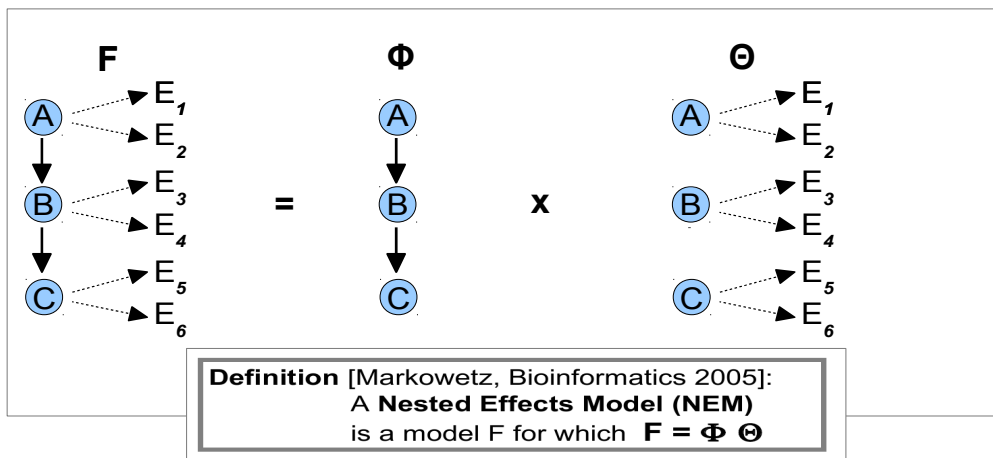 F Φ Θ
A E1 A A E1
E2 E2
B E3 = B x B E3
E4 E4
C E5 C C E5
E6 E6
Definition [Markowetz, Bioinformatics 2005]:
A Nested Effects Model (NEM)
is a model F for which F = Φ Θ